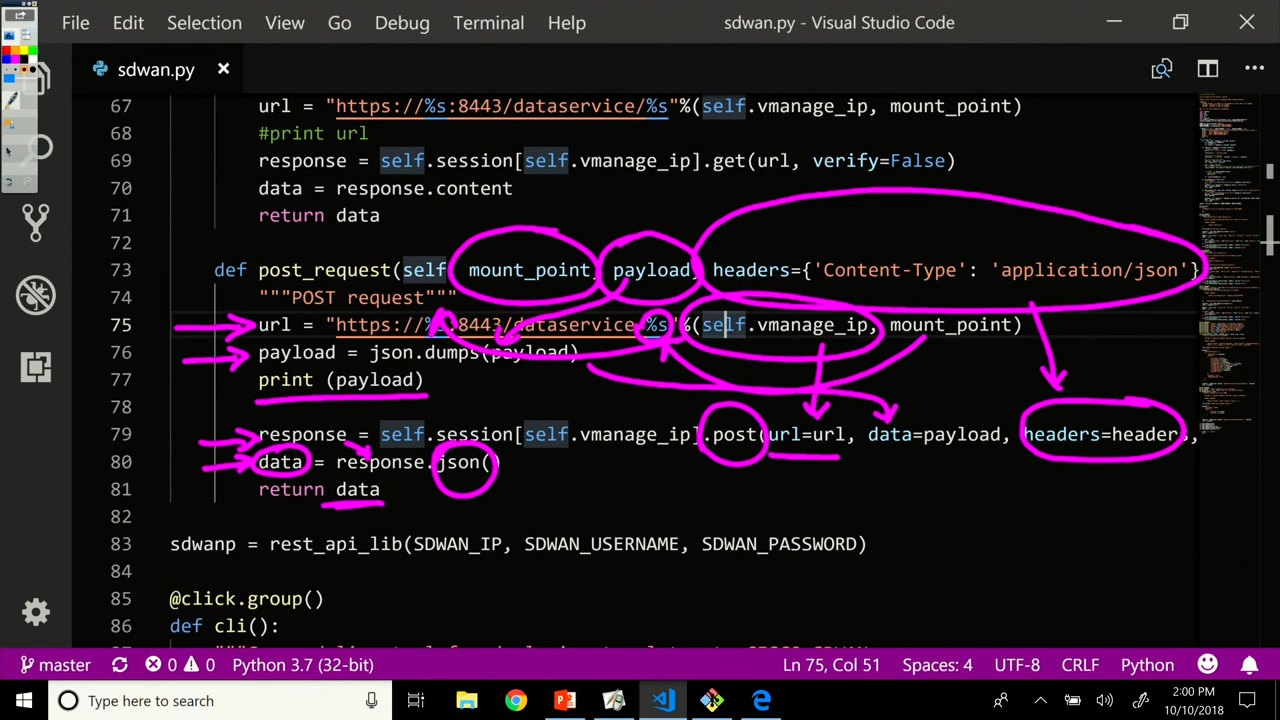 File Edit Selection View Go Debug Terminal Help sdwan.py - Visual Studio Code
sdwan.py
67 url = "https://%s:8443/dataservice/%s"%(self.vmanage_ip, mount_point)
68 #print url
69 response = self.session[self.vmanage_ip].get(url, verify=False)
70 data = response.content
71 return data
72
73 def post_request(self, mount_point, payload, headers={'Content-Type': 'application/json'}
74 """POST request"""
75 url = "https://%s:8443/dataservice/%s"%(self.vmanage_ip, mount_point)
76 payload = json.dumps(payload)
77 print (payload)
78
79 response = self.session[self.vmanage_ip].post(url=url, data=payload, headers=headers,
80 data = response.json()
81 return data
82
83 sdwanp = rest_api_lib(SDWAN_IP, SDWAN_USERNAME, SDWAN_PASSWORD)
84
85 @click.group()
86 def cli():
master 0 0 Python 3.7 (32-bit) Ln 75, Col 51 Spaces: 4 UTF-8 CRLF Python
Type here to search
2:00 PM
10/10/2018